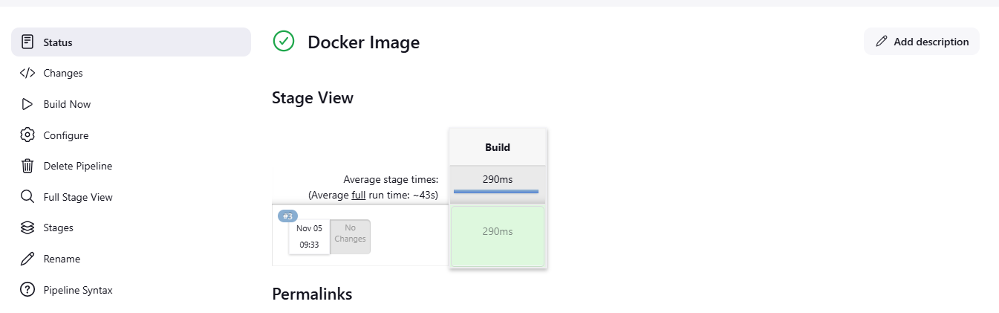 Status
Changes
Build Now
Configure
Delete Pipeline
Full Stage View
Stages
Rename
Pipeline Syntax
Docker Image
Add description
Stage View
Build
Average stage times:
290ms
(Average full run time: ~43s)
#3
Nov 05
09:33
No
Changes
290ms
Permalinks